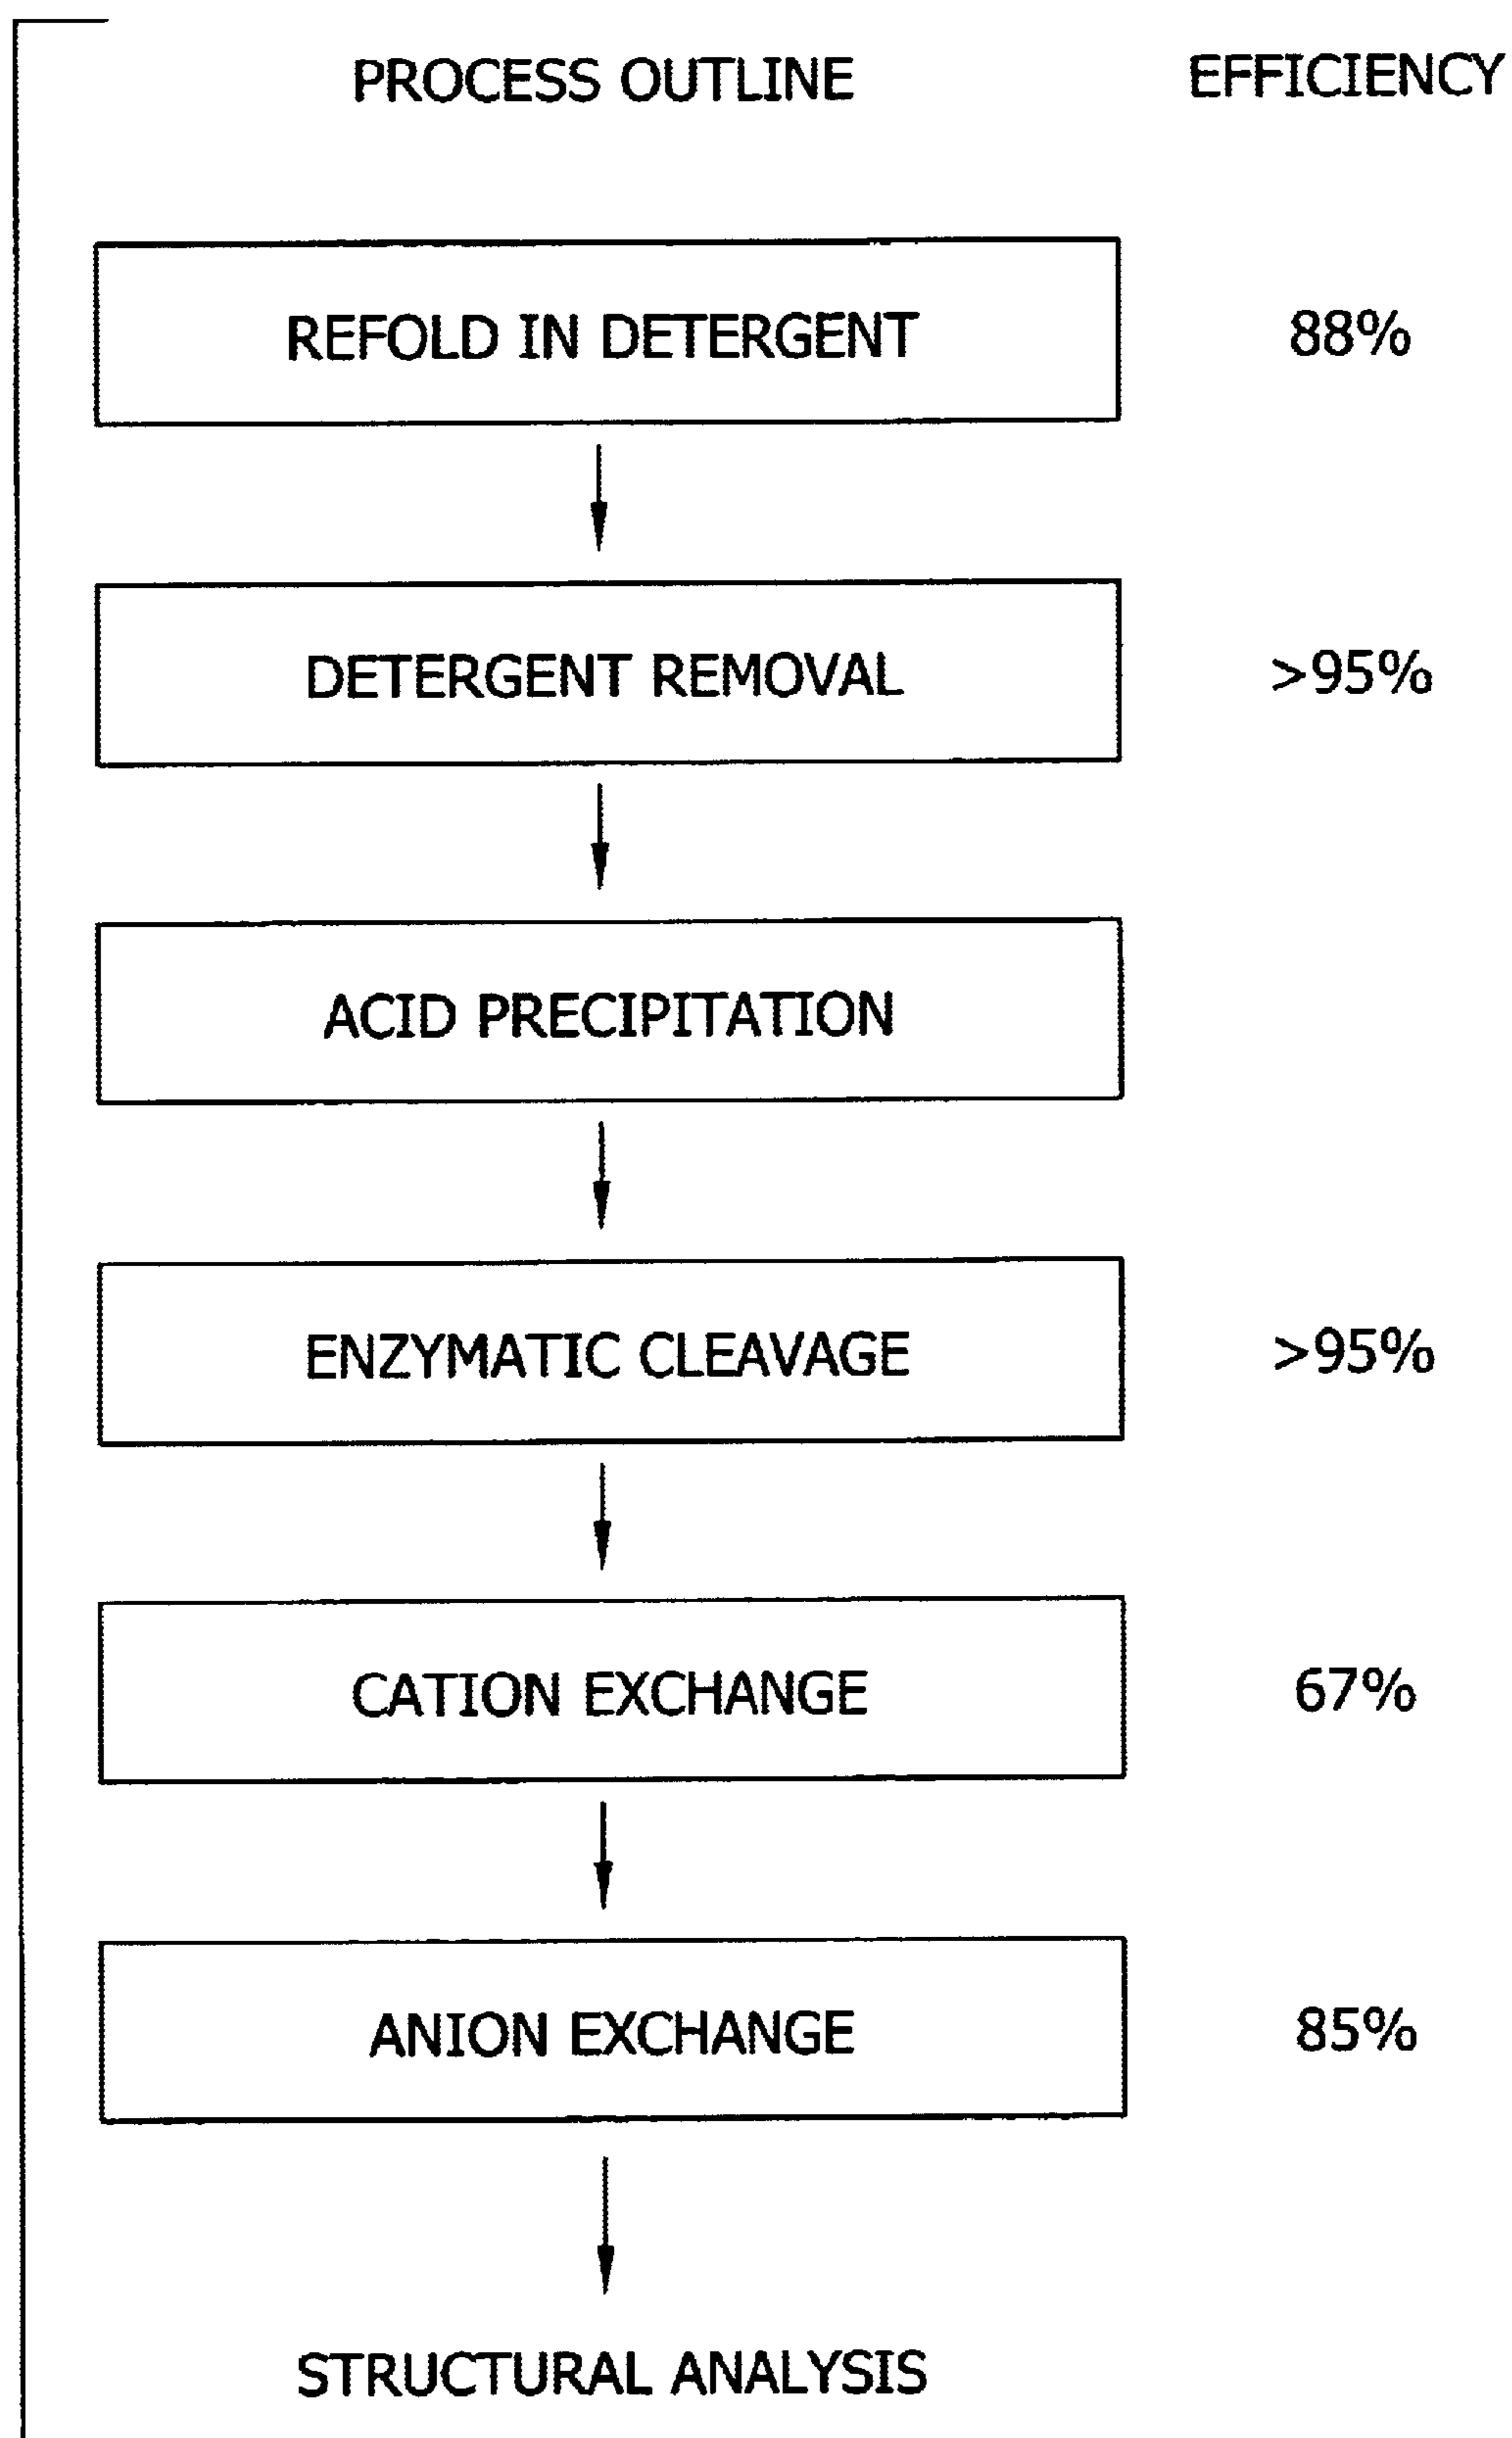 PROCESS OUTLINE EFFICIENCY
REFOLD IN DETERGENT 88%
DETERGENT REMOVAL >95%
ACID PRECIPITATION
ENZYMATIC CLEAVAGE >95%
CATION EXCHANGE 67%
ANION EXCHANGE 85%
STRUCTURAL ANALYSIS